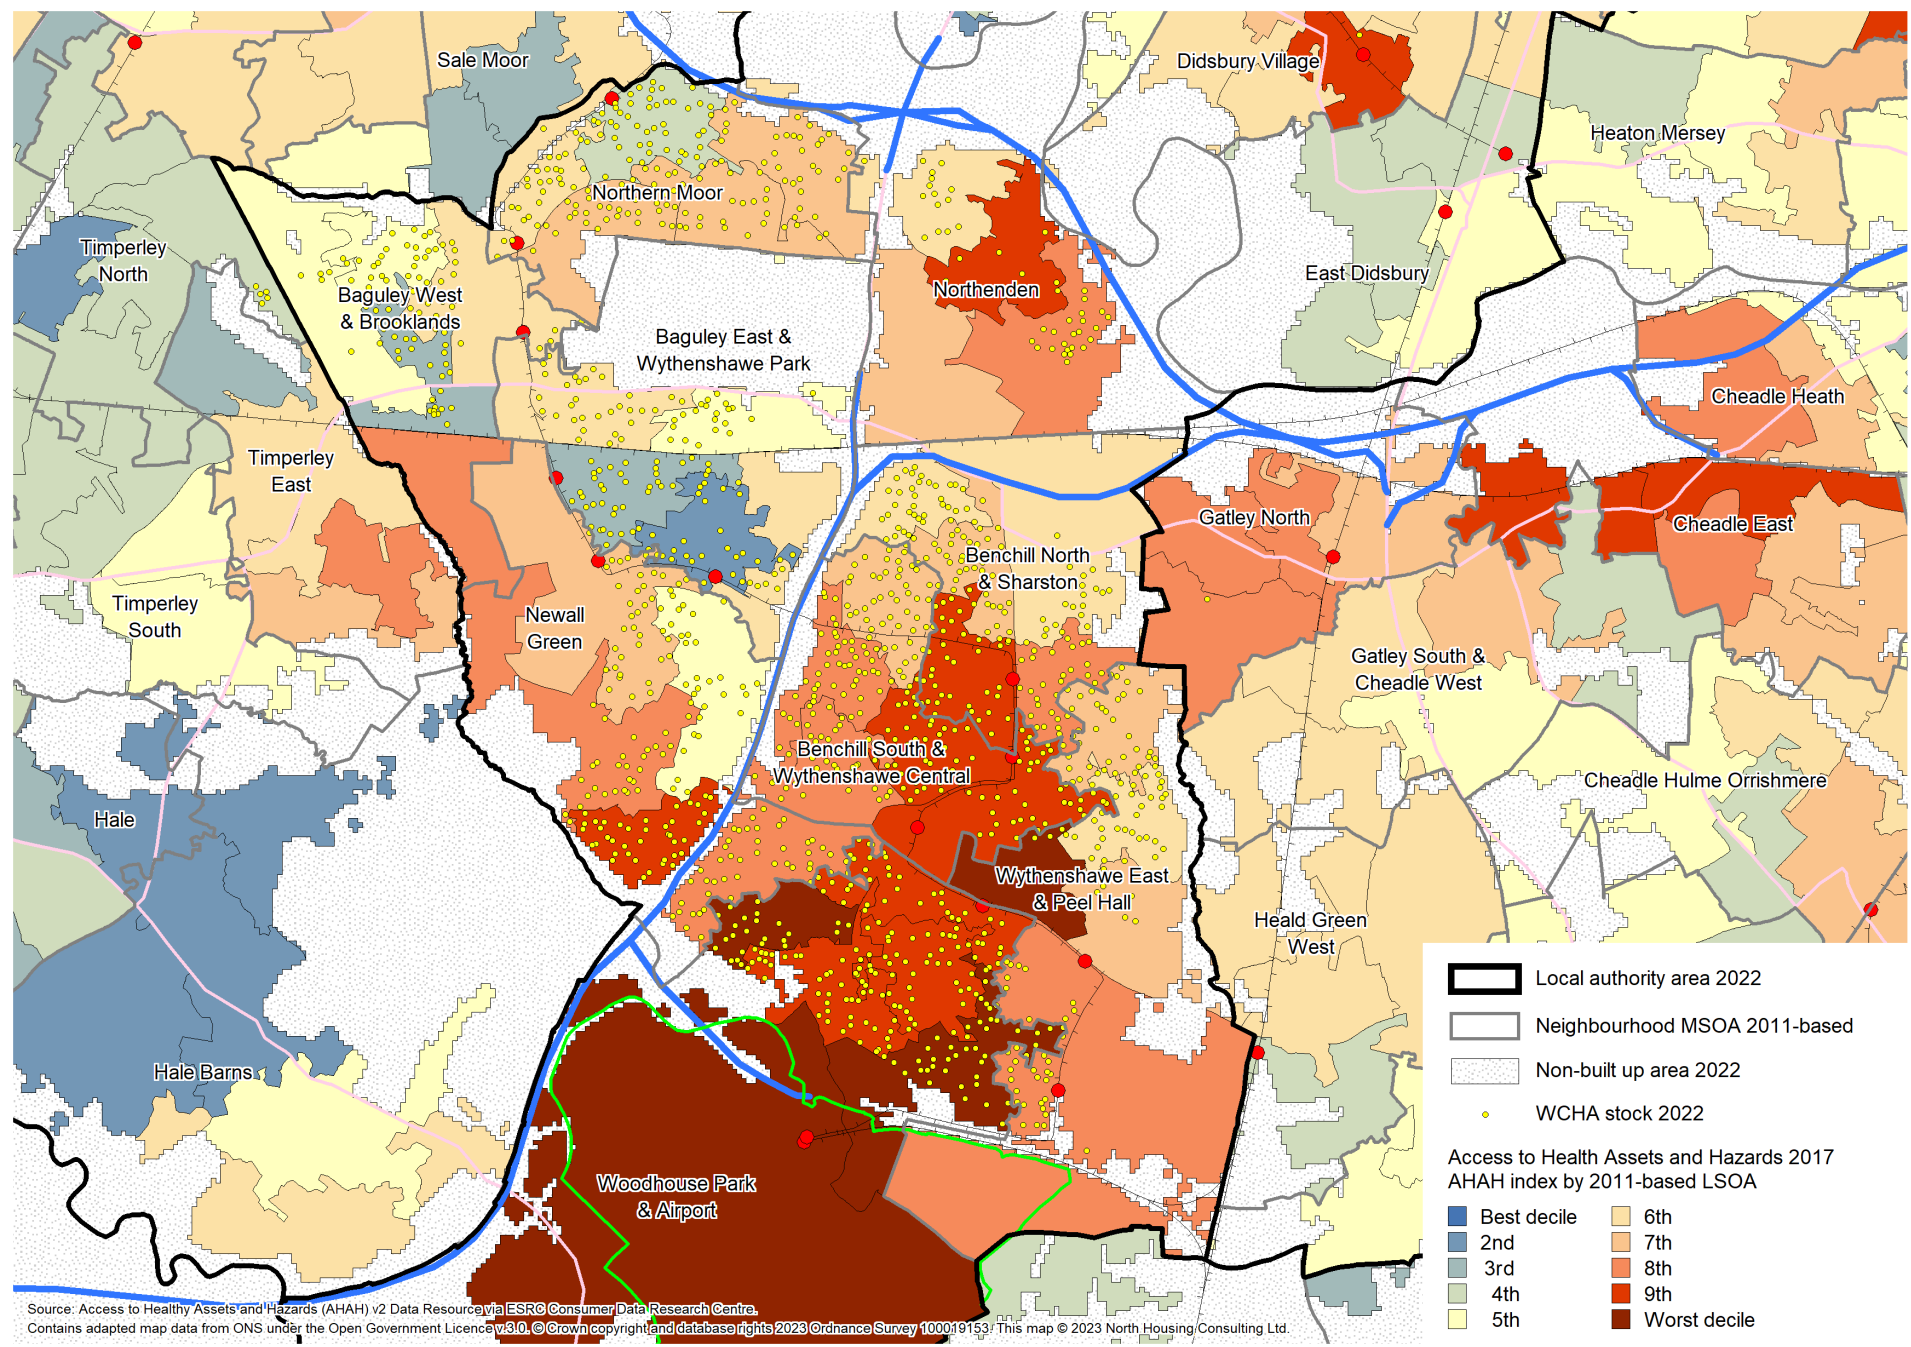 Sale Moor
Didsbury Village
Heaton Mersey
Northern Moor
Timperley
North
Baguley West
& Brooklands
Northenden
East Didsbury
Baguley East &
Wythenshawe Park
Cheadle Heath
Timperley
East
Gatley North
Cheadle East
Benchill North
& Sharston
Timperley
South
Newall
Green
Gatley South &
Cheadle West
Benchill South &
Wythenshawe Central
Cheadle Hulme Orrishmere
Hale
Wythenshawe East
& Peel Hall
Heald Green
West
Hale Barns
Woodhouse Park
& Airport
Local authority area 2022
Neighbourhood MSOA 2011-based
Non-built up area 2022
WCHA stock 2022
Access to Health Assets and Hazards 2017
AHAH index by 2011-based LSOA
Best decile
2nd
3rd
4th
5th
6th
7th
8th
9th
Worst decile
Source: Access to Healthy Assets and Hazards (AHAH) v2 Data Resource via ESRC Consumer Data Research Centre.
Contains adapted map data from ONS under the Open Government Licence v.3.0. © Crown copyright and database rights 2023 Ordnance Survey 100019153. This map © 2023 North Housing Consulting Ltd.